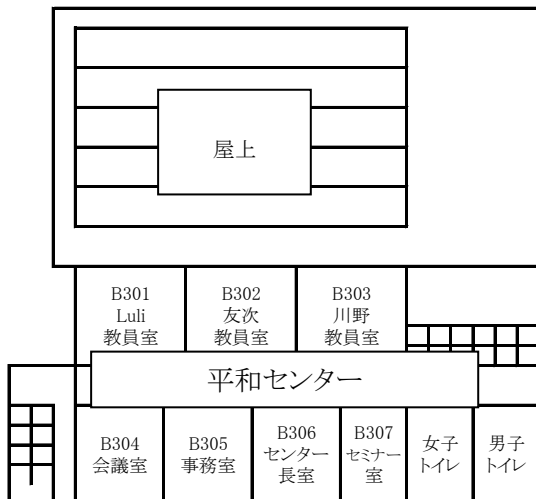 屋上
B301
Luli
教員室
B302
友次
教員室
B303
川野
教員室
平和センター
B304
会議室
B305
事務室
B306
センター
長室
B307
セミナー
室
女子
トイレ
男子
トイレ